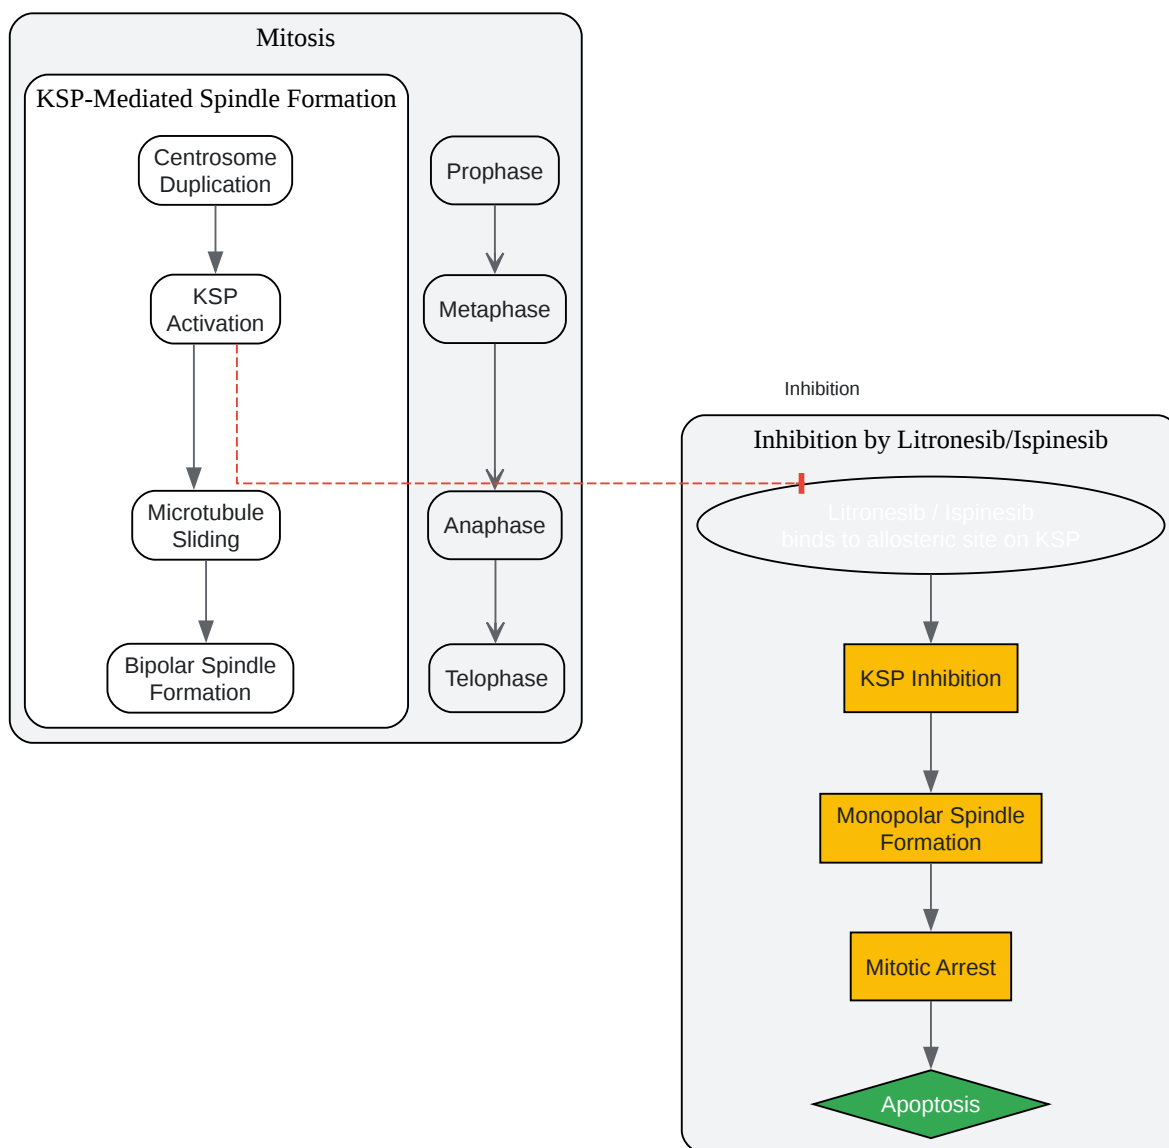 Mitosis
KSP-Mediated Spindle Formation
Centrosome
Duplication
KSP
Activation
Microtubule
Sliding
Bipolar Spindle
Formation
Prophase
Metaphase
Anaphase
Telophase
Inhibition
Inhibition by Litronesib/Ispinesib
Litronesib / Ispinesib
binds to allosteric site on KSP
KSP Inhibition
Monopolar Spindle
Formation
Mitotic Arrest
Apoptosis